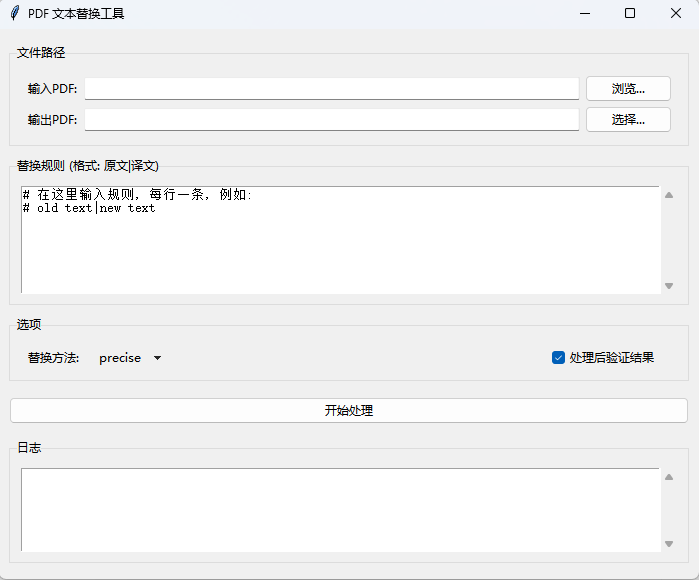 PDF 文本替换工具
文件路径
输入PDF:
浏览...
输出PDF:
选择...
替换规则 (格式: 原文|译文)
# 在这里输入规则，每行一条，例如:
# old text|new text
选项
替换方法: precise
处理后验证结果
开始处理
日志